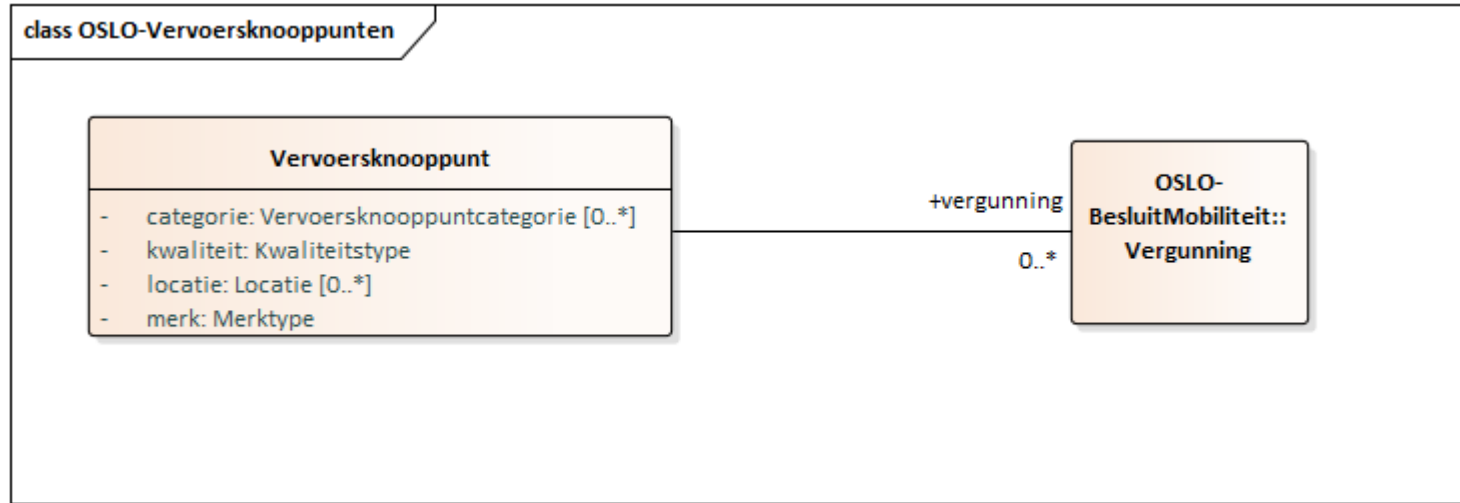 class OSLO-Vervoersknooppunten
Vervoersknooppunt
- categorie: Vervoersknooppuntcategorie [0..*]
- kwaliteit: Kwaliteitstype
- locatie: Locatie [0..*]
- merk: Merktype
+vergunning
0..*
OSLO-
BesluitMobiliteit::
Vergunning